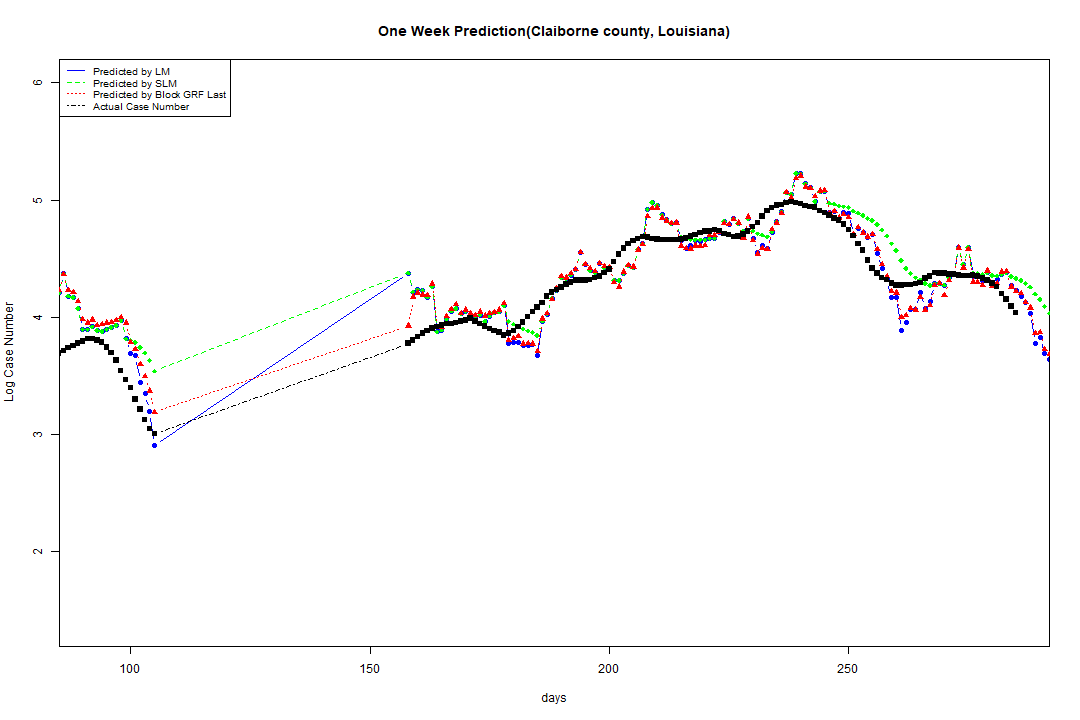 One Week Prediction(Claiborne county, Louisiana)
Predicted by LM
Predicted by SLM
Predicted by Block GRF Last
Actual Case Number
6
5
4
3
2
Log Case Number
100 150 200 250
days